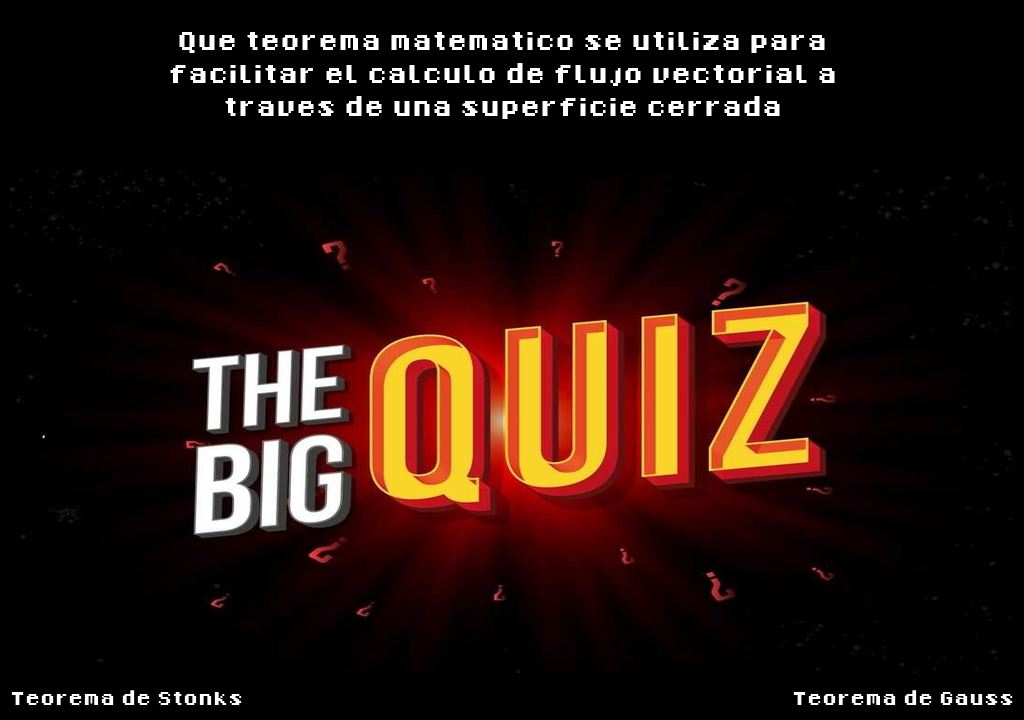 Que teorema matematico se utiliza para
facilitar el calculo de flujo vectorial a
traves de una superficie cerrada
THE
BIG
QUIZ
Teorema de Stonks
Teorema de Gauss